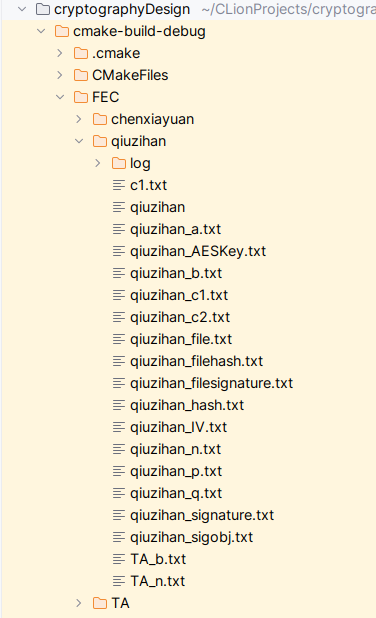 cryptographyDesign ~/CLionProjects/cryptogra
cmake-build-debug
.cmake
CMakeFiles
FEC
chenxiayuan
qiuzihan
log
c1.txt
qiuzihan
qiuzihan_a.txt
qiuzihan_AESKey.txt
qiuzihan_b.txt
qiuzihan_c1.txt
qiuzihan_c2.txt
qiuzihan_file.txt
qiuzihan_filehash.txt
qiuzihan_filesignature.txt
qiuzihan_hash.txt
qiuzihan_IV.txt
qiuzihan_n.txt
qiuzihan_p.txt
qiuzihan_q.txt
qiuzihan_signature.txt
qiuzihan_sigobj.txt
TA_b.txt
TA_n.txt
TA